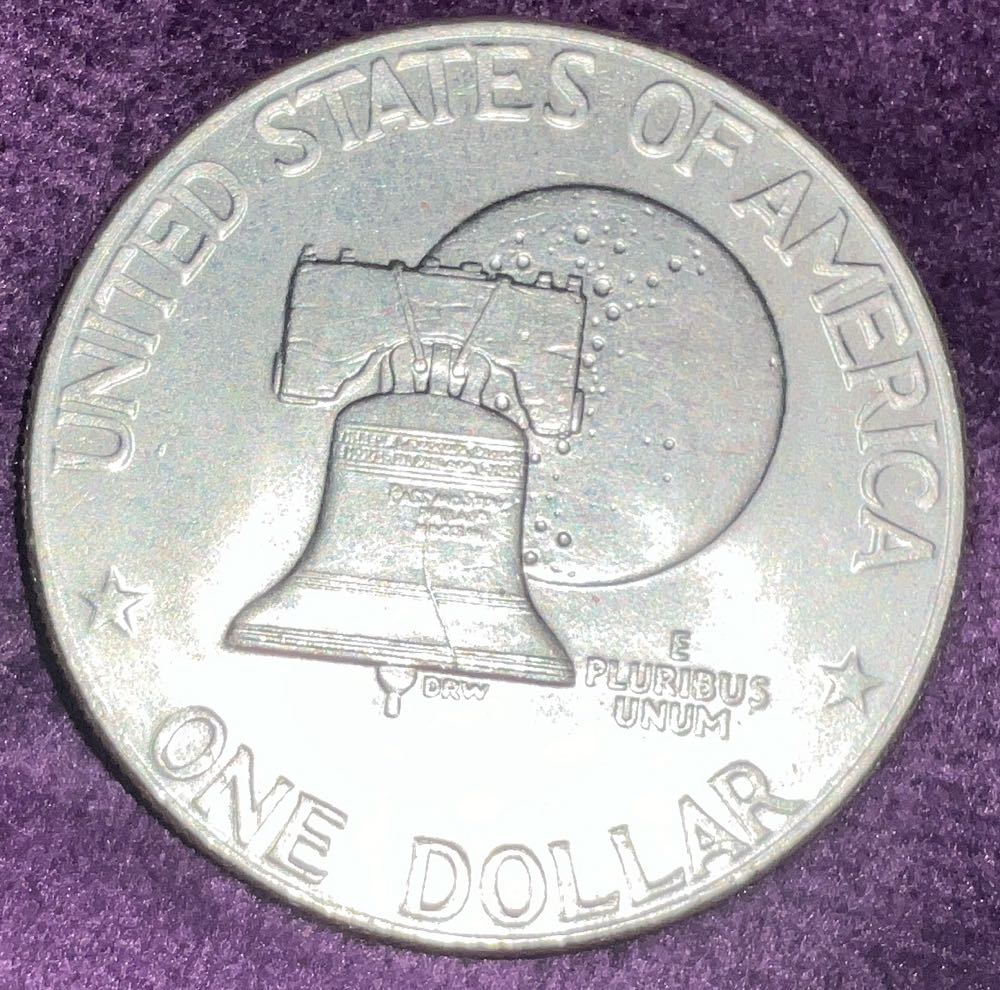 UNITED STATES OF AMERICA
DRW
E
PLURIBUS
UNUM
ONE DOLLAR